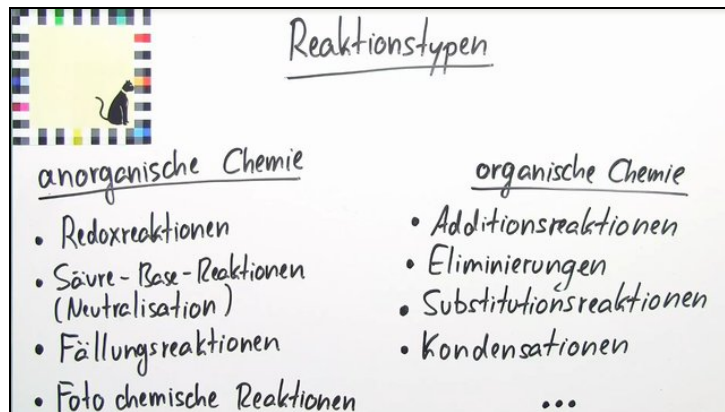 Reaktionstypen
anorganische Chemie
• Redoxreaktionen
• Säure-Base-Reaktionen
(Neutralisation)
• Fällungsreaktionen
• Foto chemische Reaktionen
organische Chemie
• Additionsreaktionen
• Eliminierungen
• Substitutionsreaktionen
• Kondensationen
...